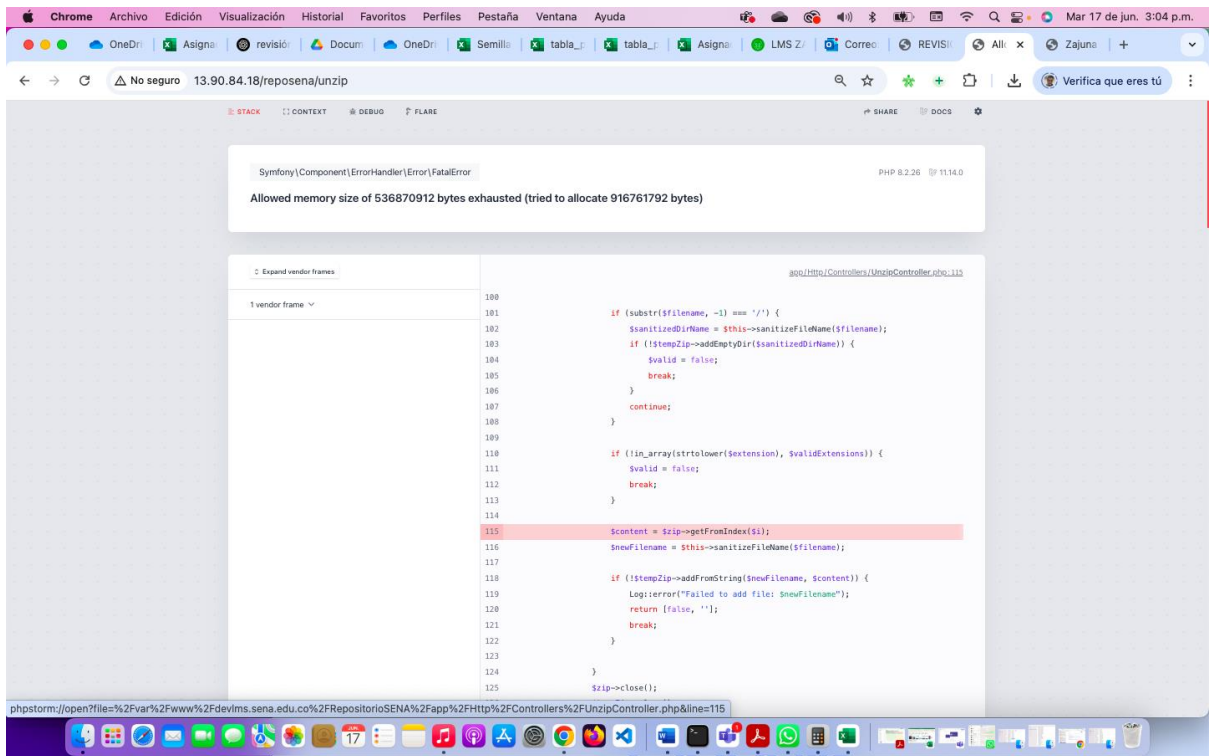 Chrome Archivo Edición Visualización Historial Favoritos Perfiles Pestaña Ventana Ayuda Mar 17 de jun. 3:04 p.m.
OneDri Asigna revisió Docum OneDri Semilla tabla_p tabla_p Asigna LMS ZA Correo REVISI Allo Zajuna
No seguro 13.90.84.18/reposena/unzip Verifica que eres tú
STACK CONTEXT DEBUG FLARE SHARE DOCS
Symfony\Component\ErrorHandler\Error\FatalError PHP 8.2.26 11.14.0
Allowed memory size of 536870912 bytes exhausted (tried to allocate 916761792 bytes)
Expand vendor frames app/Http/Controllers/UnzipController.php:115
1 vendor frame
100
101 if (substr($filename, -1) === '/') {
102 $sanitizedDirName = $this->sanitizeFileName($filename);
103 if (!$tempZip->addEmptyDir($sanitizedDirName)) {
104 $valid = false;
105 break;
106 }
107 continue;
108 }
109
110 if (!in_array(strtolower($extension), $validExtensions)) {
111 $valid = false;
112 break;
113 }
114
115 $content = $zip->getFromIndex($i);
116 $newFilename = $this->sanitizeFileName($filename);
117
118 if (!$tempZip->addFromString($newFilename, $content)) {
119 Log::error("Failed to add file: $newFilename");
120 return [false, ''];
121 break;
122 }
123
124 }
125 $zip->close();
phpstorm://open?file=%2Fvar%2Fwww%2Fdevlms.sena.edu.co%2FRepositorioSENA%2Fapp%2FHttp%2FControllers%2FUnzipController.php&line=115
JUN
17